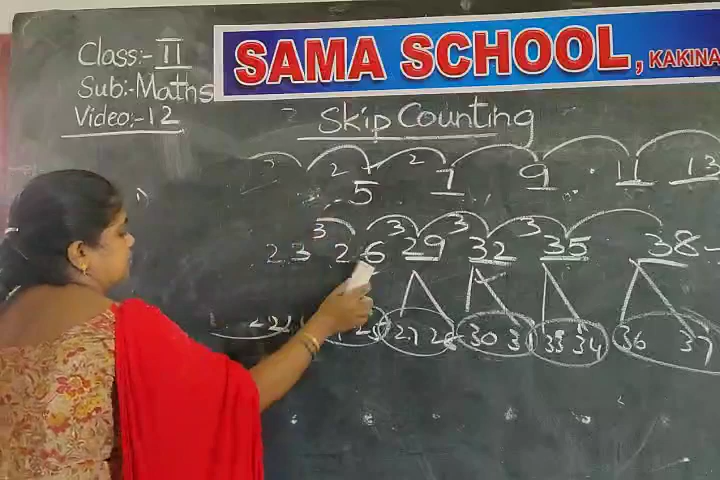 Class:- II
SAMA SCHOOL, KAKINA
Sub:- Maths
Video:- 12
Skip Counting
2 2
5 7 9 11 13
3 3 3 3
23 26 29 32 35 38
27 28 30 31 33 34 36 37